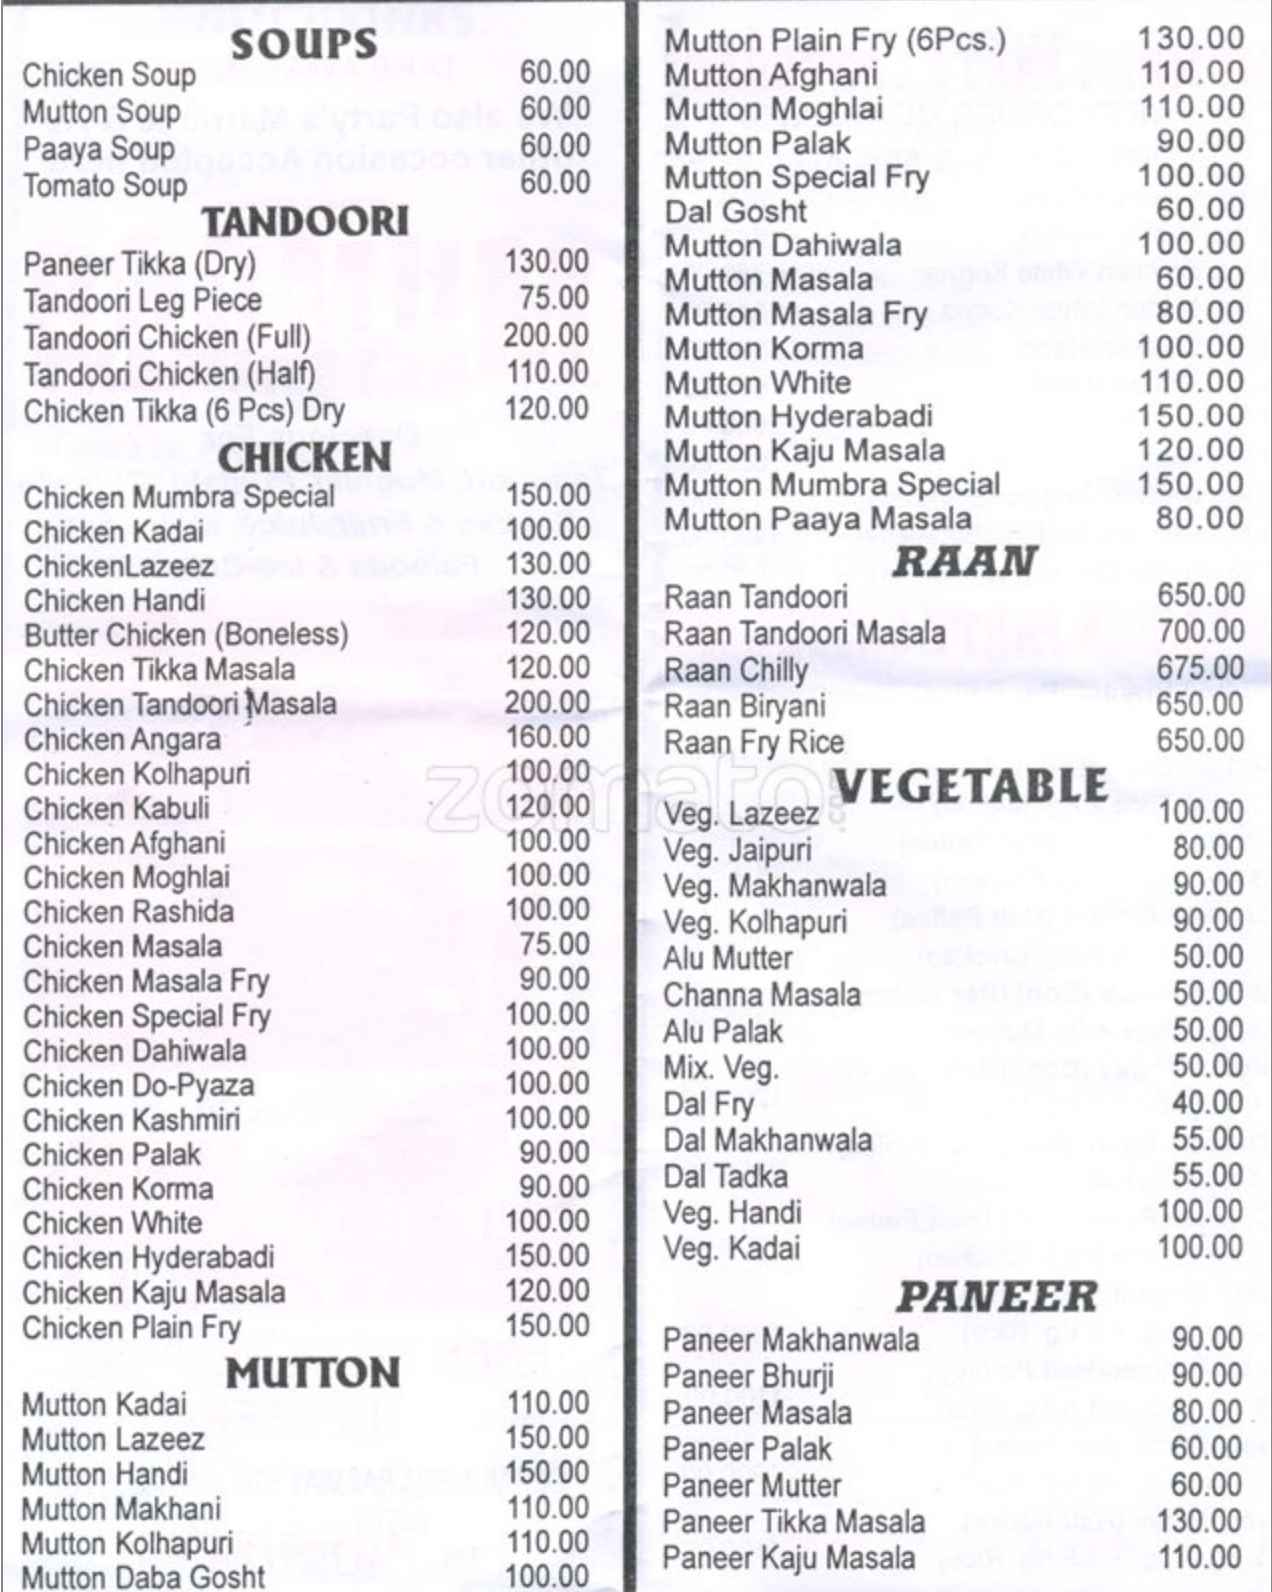 SOUPS
Chicken Soup 60.00
Mutton Soup 60.00
Paaya Soup 60.00
Tomato Soup 60.00
TANDOORI
Paneer Tikka (Dry) 130.00
Tandoori Leg Piece 75.00
Tandoori Chicken (Full) 200.00
Tandoori Chicken (Half) 110.00
Chicken Tikka (6 Pcs) Dry 120.00
CHICKEN
Chicken Mumbra Special 150.00
Chicken Kadai 100.00
ChickenLazeez 130.00
Chicken Handi 130.00
Butter Chicken (Boneless) 120.00
Chicken Tikka Masala 120.00
Chicken Tandoori Masala 200.00
Chicken Angara 160.00
Chicken Kolhapuri 100.00
Chicken Kabuli 120.00
Chicken Afghani 100.00
Chicken Moghlai 100.00
Chicken Rashida 100.00
Chicken Masala 75.00
Chicken Masala Fry 90.00
Chicken Special Fry 100.00
Chicken Dahiwala 100.00
Chicken Do-Pyaza 100.00
Chicken Kashmiri 100.00
Chicken Palak 90.00
Chicken Korma 90.00
Chicken White 100.00
Chicken Hyderabadi 150.00
Chicken Kaju Masala 120.00
Chicken Plain Fry 150.00
MUTTON
Mutton Kadai 110.00
Mutton Lazeez 150.00
Mutton Handi 150.00
Mutton Makhani 110.00
Mutton Kolhapuri 110.00
Mutton Daba Gosht 100.00
Mutton Plain Fry (6Pcs.) 130.00
Mutton Afghani 110.00
Mutton Moghlai 110.00
Mutton Palak 90.00
Mutton Special Fry 100.00
Dal Gosht 60.00
Mutton Dahiwala 100.00
Mutton Masala 60.00
Mutton Masala Fry 80.00
Mutton Korma 100.00
Mutton White 110.00
Mutton Hyderabadi 150.00
Mutton Kaju Masala 120.00
Mutton Mumbra Special 150.00
Mutton Paaya Masala 80.00
RAAN
Raan Tandoori 650.00
Raan Tandoori Masala 700.00
Raan Chilly 675.00
Raan Biryani 650.00
Raan Fry Rice 650.00
VEGETABLE
Veg. Lazeez 100.00
Veg. Jaipuri 80.00
Veg. Makhanwala 90.00
Veg. Kolhapuri 90.00
Alu Mutter 50.00
Channa Masala 50.00
Alu Palak 50.00
Mix. Veg. 50.00
Dal Fry 40.00
Dal Makhanwala 55.00
Dal Tadka 55.00
Veg. Handi 100.00
Veg. Kadai 100.00
PANEER
Paneer Makhanwala 90.00
Paneer Bhurji 90.00
Paneer Masala 80.00
Paneer Palak 60.00
Paneer Mutter 60.00
Paneer Tikka Masala 130.00
Paneer Kaju Masala 110.00
zomato.com